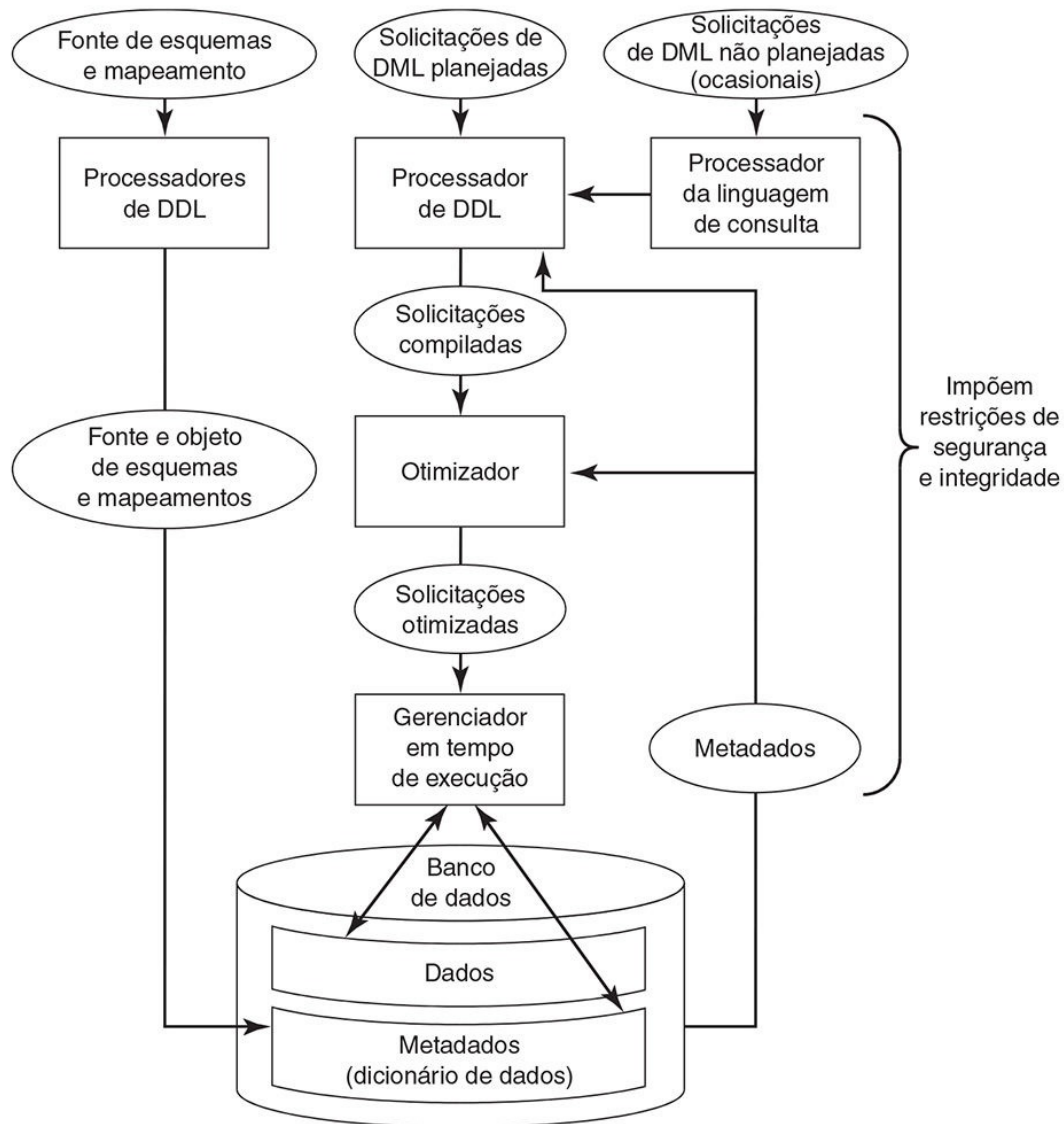 Fonte de esquemas
e mapeamento
Solicitações de
DML planejadas
Solicitações
de DML não planejadas
(ocasionais)
Processadores
de DDL
Processador
de DDL
Processador
da linguagem
de consulta
Solicitações
compiladas
Fonte e objeto
de esquemas
e mapeamentos
Otimizador
Impõem
restrições de
segurança
e integridade
Solicitações
otimizadas
Gerenciador
em tempo
de execução
Metadados
Banco
de dados
Dados
Metadados
(dicionário de dados)